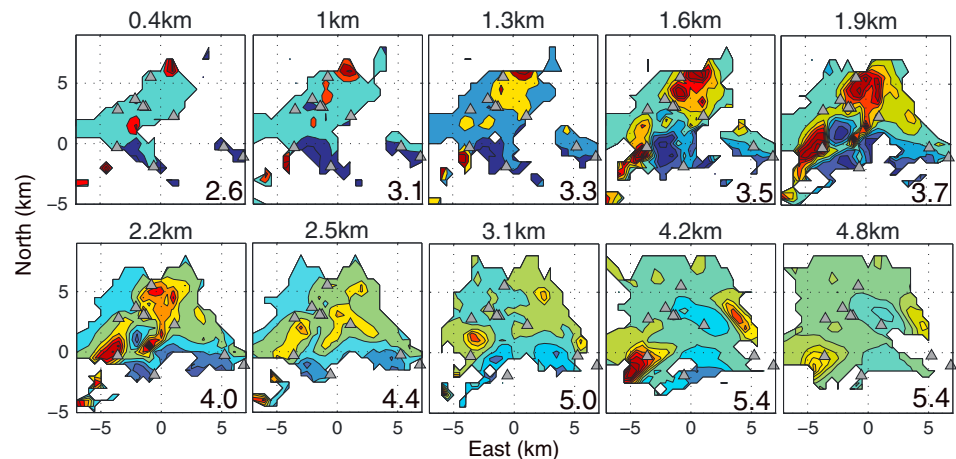 0.4km 1km 1.3km 1.6km 1.9km
5
0
−5
2.6 3.1 3.3 3.5 3.7
North (km)
2.2km 2.5km 3.1km 4.2km 4.8km
5
0
−5
4.0 4.4 5.0 5.4 5.4
−5 0 5 −5 0 5 −5 0 5 −5 0 5 −5 0 5
East (km)